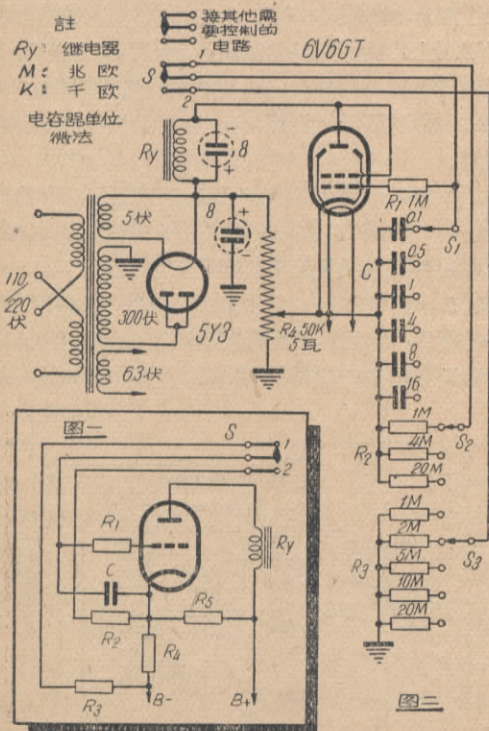 註
Ry: 继电器
M: 兆欧
K: 千欧
电容器单位
微法
接其他需
要控制的
电路
S
1
2
6V6GT
Ry
8
-
+
8
+
-
5伏
110/220
伏
300伏
5Y3
63伏
R4 50K
5瓦
R1 1M
C
0.1
S1
0.5
1
4
8
16
1M
S2
R2
4M
20M
1M
2M
S3
R3
5M
10M
20M
图一
S
1
2
R1
C
R2
R5
Ry
R4
R3
B-
B+
图二